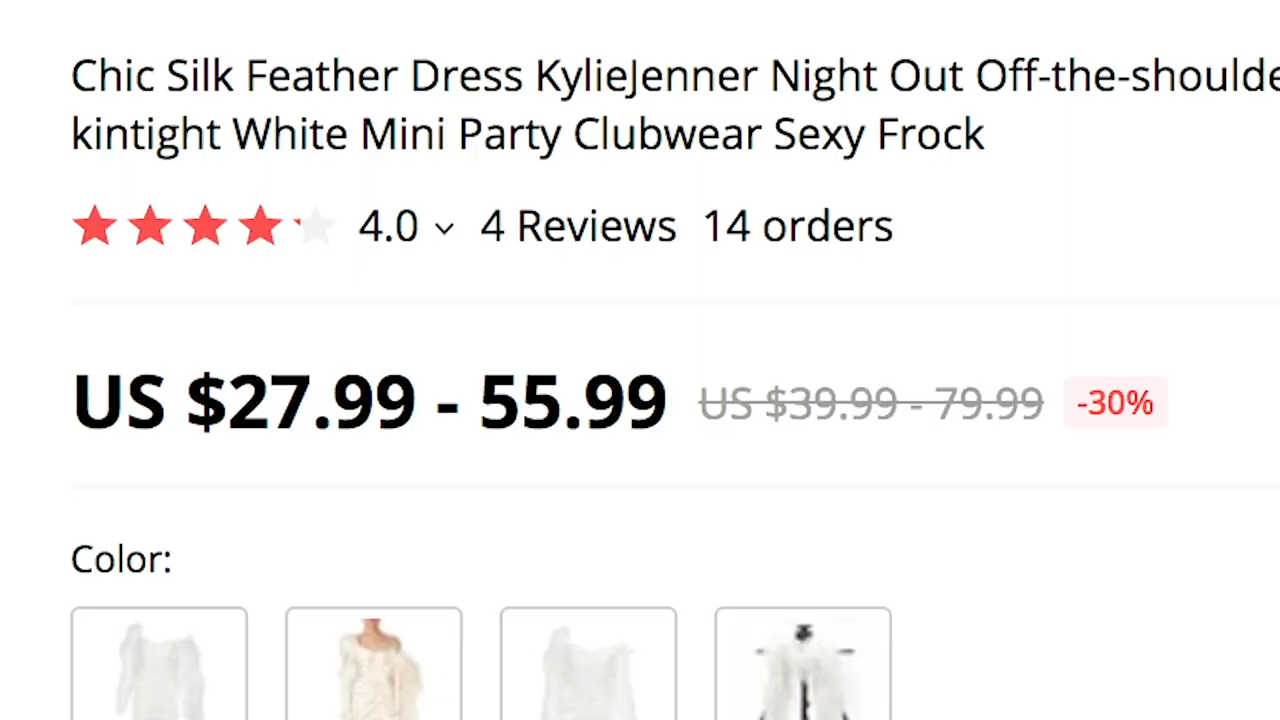 Chic Silk Feather Dress KylieJenner Night Out Off-the-shoulde
kintight White Mini Party Clubwear Sexy Frock
4.0 4 Reviews 14 orders
US $27.99 - 55.99 US $39.99 - 79.99 -30%
Color: